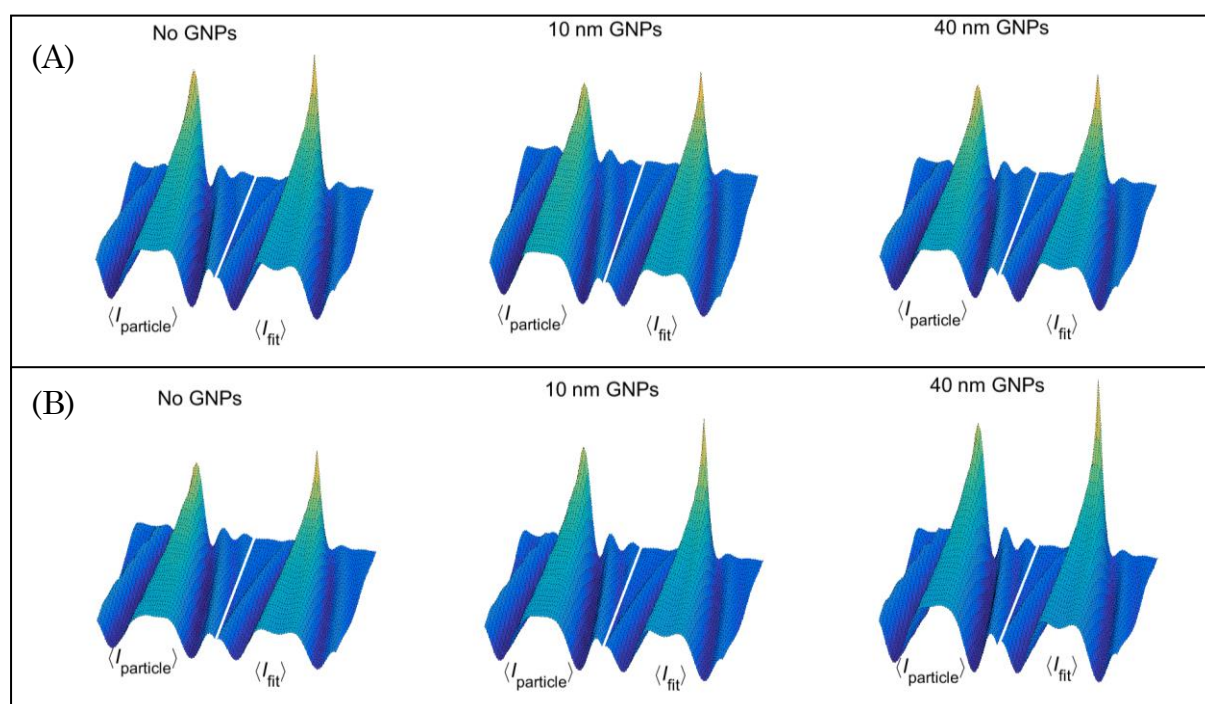 (A)
No GNPs
10 nm GNPs
40 nm GNPs
⟨I_particle⟩
⟨I_fit⟩
⟨I_particle⟩
⟨I_fit⟩
⟨I_particle⟩
⟨I_fit⟩
(B)
No GNPs
10 nm GNPs
40 nm GNPs
⟨I_particle⟩
⟨I_fit⟩
⟨I_particle⟩
⟨I_fit⟩
⟨I_particle⟩
⟨I_fit⟩